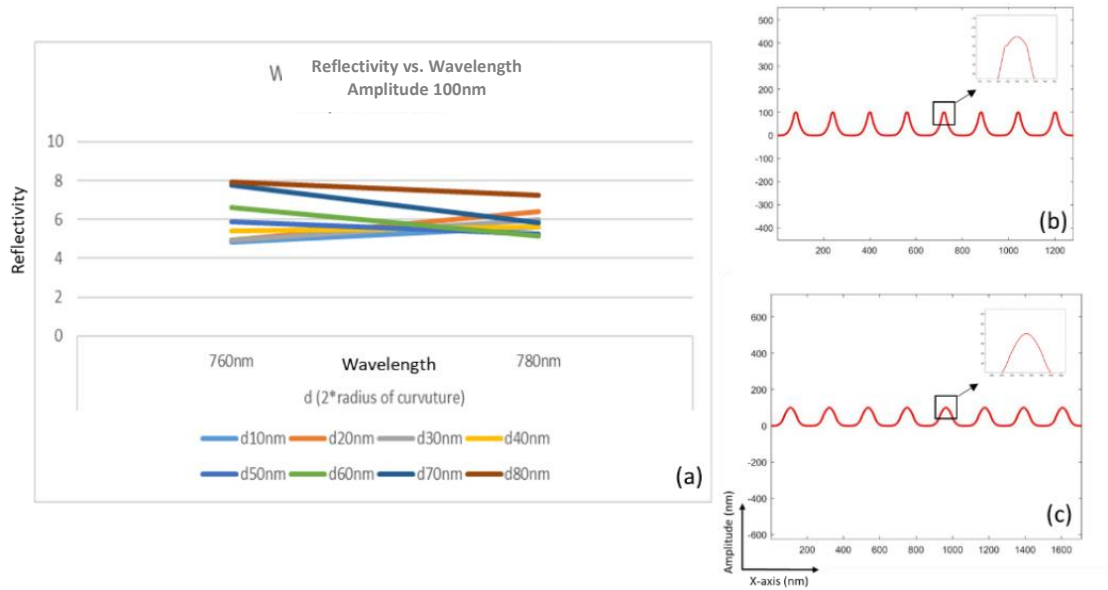 Reflectivity vs. Wavelength
Amplitude 100nm
10
8
6
4
2
0
Reflectivity
760nm
Wavelength
780nm
d (2*radius of curvuture)
d10nm d20nm d30nm d40nm
d50nm d60nm d70nm d80nm
(a)
500
400
300
200
100
0
-100
-200
-300
-400
200 400 600 800 1000 1200
(b)
600
400
200
0
-200
-400
-600
200 400 600 800 1000 1200 1400 1600
(c)
Amplitude (nm)
X-axis (nm)